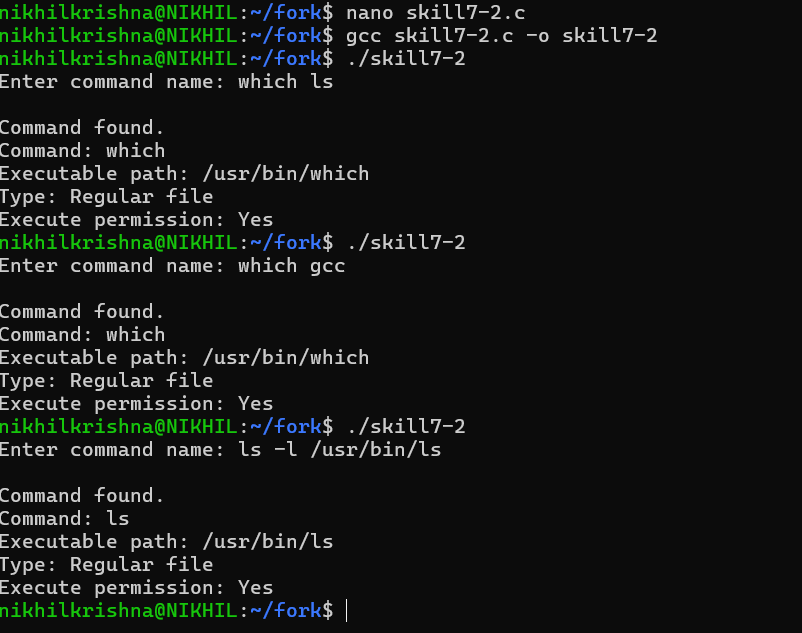 nikhilkrishna@NIKHIL:~/fork$ nano skill7-2.c
nikhilkrishna@NIKHIL:~/fork$ gcc skill7-2.c -o skill7-2
nikhilkrishna@NIKHIL:~/fork$ ./skill7-2
Enter command name: which ls

Command found.
Command: which
Executable path: /usr/bin/which
Type: Regular file
Execute permission: Yes
nikhilkrishna@NIKHIL:~/fork$ ./skill7-2
Enter command name: which gcc

Command found.
Command: which
Executable path: /usr/bin/which
Type: Regular file
Execute permission: Yes
nikhilkrishna@NIKHIL:~/fork$ ./skill7-2
Enter command name: ls -l /usr/bin/ls

Command found.
Command: ls
Executable path: /usr/bin/ls
Type: Regular file
Execute permission: Yes
nikhilkrishna@NIKHIL:~/fork$